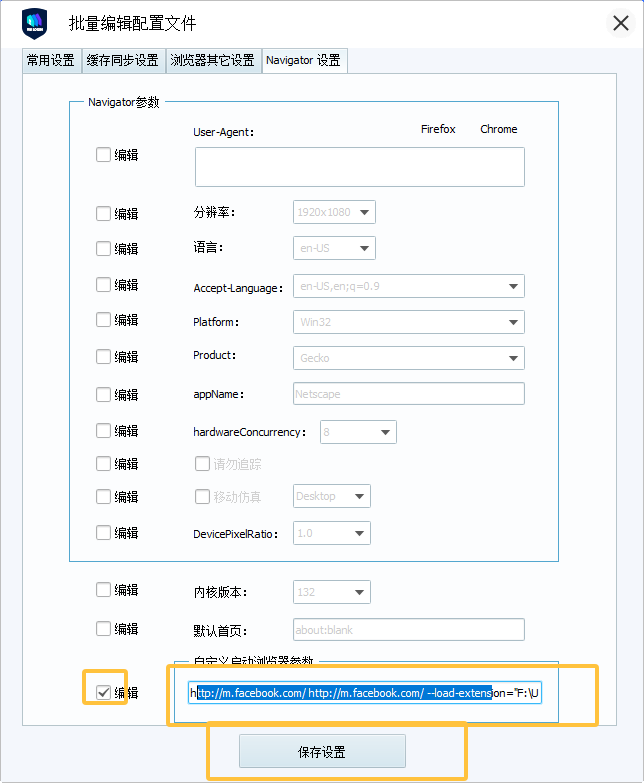 批量编辑配置文件
常用设置 缓存同步设置 浏览器其它设置 Navigator 设置
Navigator参数
User-Agent: Firefox Chrome
编辑
编辑 分辨率: 1920x1080
编辑 语言: en-US
编辑 Accept-Language: en-US,en;q=0.9
编辑 Platform: Win32
编辑 Product: Gecko
编辑 appName: Netscape
编辑 hardwareConcurrency: 8
编辑 请勿追踪
编辑 移动仿真 Desktop
编辑 DevicePixelRatio: 1.0
编辑 内核版本: 132
编辑 默认首页: about:blank
自定义启动浏览器参数
编辑 http://m.facebook.com/ http://m.facebook.com/ --load-extension="F:\U
保存设置